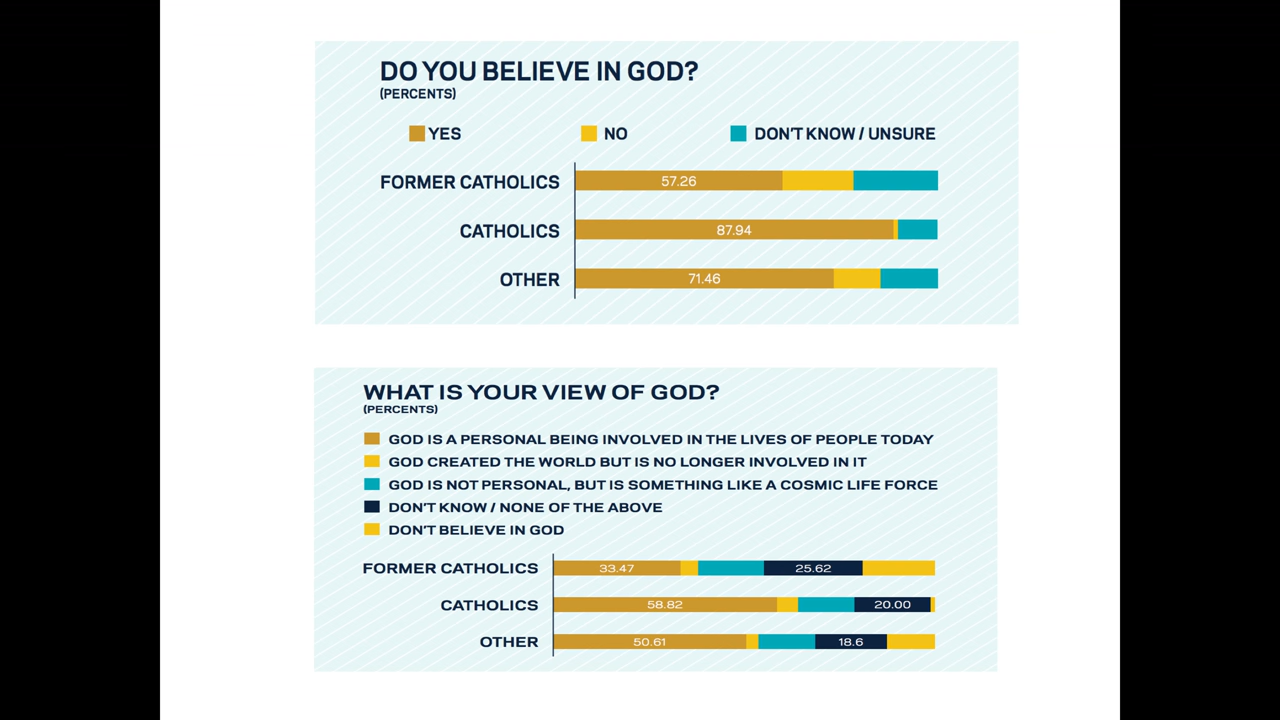 DO YOU BELIEVE IN GOD?
(PERCENTS)
YES NO DON'T KNOW / UNSURE
FORMER CATHOLICS 57.26
CATHOLICS 87.94
OTHER 71.46
WHAT IS YOUR VIEW OF GOD?
(PERCENTS)
GOD IS A PERSONAL BEING INVOLVED IN THE LIVES OF PEOPLE TODAY
GOD CREATED THE WORLD BUT IS NO LONGER INVOLVED IN IT
GOD IS NOT PERSONAL, BUT IS SOMETHING LIKE A COSMIC LIFE FORCE
DON'T KNOW / NONE OF THE ABOVE
DON'T BELIEVE IN GOD
FORMER CATHOLICS 33.47 25.62
CATHOLICS 58.82 20.00
OTHER 50.61 18.6